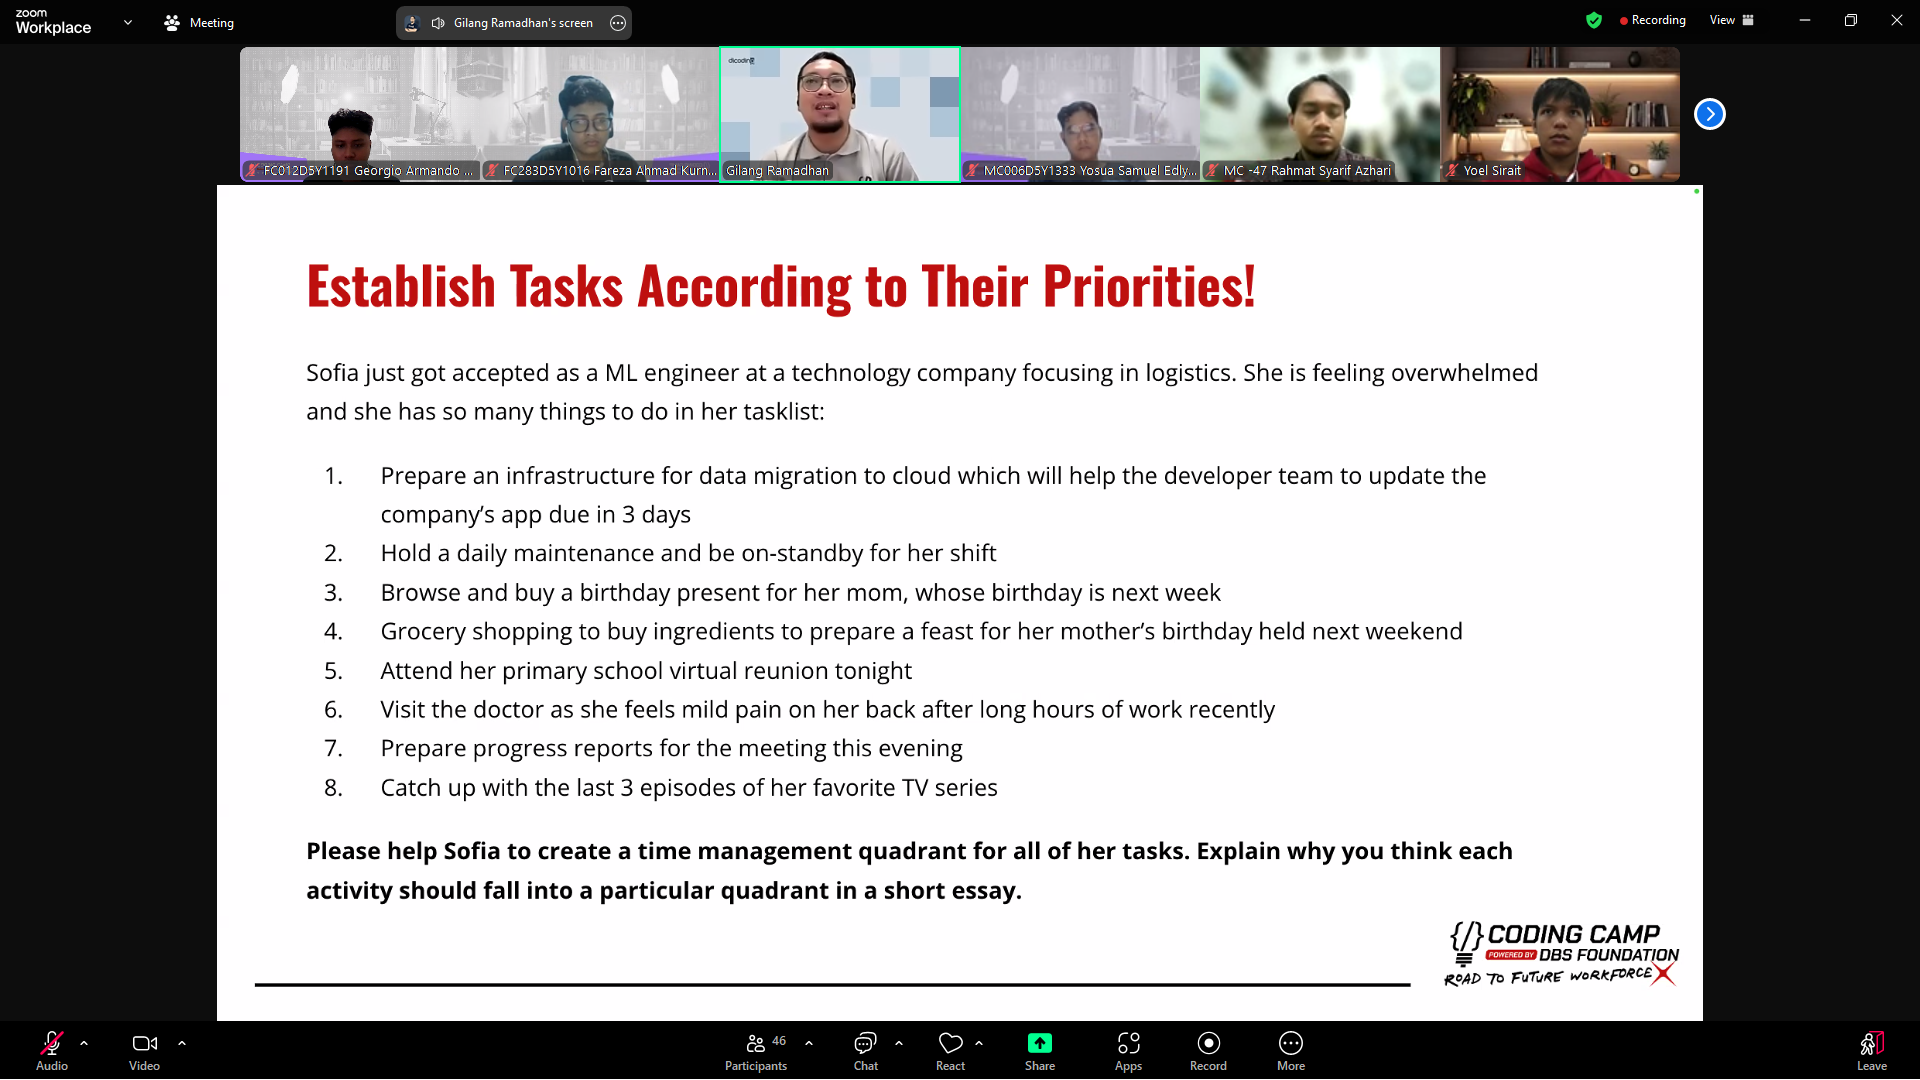 zoom
Workplace
Meeting
Gilang Ramadhan's screen
Recording
View
dicoding
FC012D5Y1191 Georgio Armando ...
FC283D5Y1016 Fareza Ahmad Kurn...
Gilang Ramadhan
MC006D5Y1333 Yosua Samuel Edly...
MC -47 Rahmat Syarif Azhari
Yoel Sirait
Establish Tasks According to Their Priorities!
Sofia just got accepted as a ML engineer at a technology company focusing in logistics. She is feeling overwhelmed
and she has so many things to do in her tasklist:
1. Prepare an infrastructure for data migration to cloud which will help the developer team to update the
company's app due in 3 days
2. Hold a daily maintenance and be on-standby for her shift
3. Browse and buy a birthday present for her mom, whose birthday is next week
4. Grocery shopping to buy ingredients to prepare a feast for her mother's birthday held next weekend
5. Attend her primary school virtual reunion tonight
6. Visit the doctor as she feels mild pain on her back after long hours of work recently
7. Prepare progress reports for the meeting this evening
8. Catch up with the last 3 episodes of her favorite TV series
Please help Sofia to create a time management quadrant for all of her tasks. Explain why you think each
activity should fall into a particular quadrant in a short essay.
{/} CODING CAMP
POWERED BY DBS FOUNDATION
ROAD TO FUTURE WORKFORCE
Audio
Video
Participants
46
Chat
React
Share
Apps
Record
More
Leave